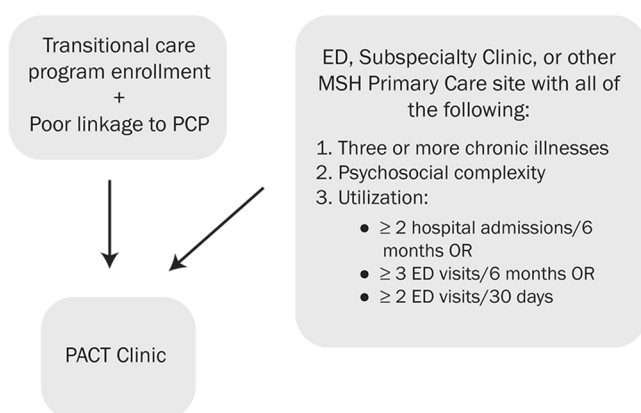 Transitional care
program enrollment
+
Poor linkage to PCP
ED, Subspecialty Clinic, or other
MSH Primary Care site with all of
the following:
1. Three or more chronic illnesses
2. Psychosocial complexity
3. Utilization:
● ≥ 2 hospital admissions/6
months OR
● ≥ 3 ED visits/6 months OR
● ≥ 2 ED visits/30 days
PACT Clinic